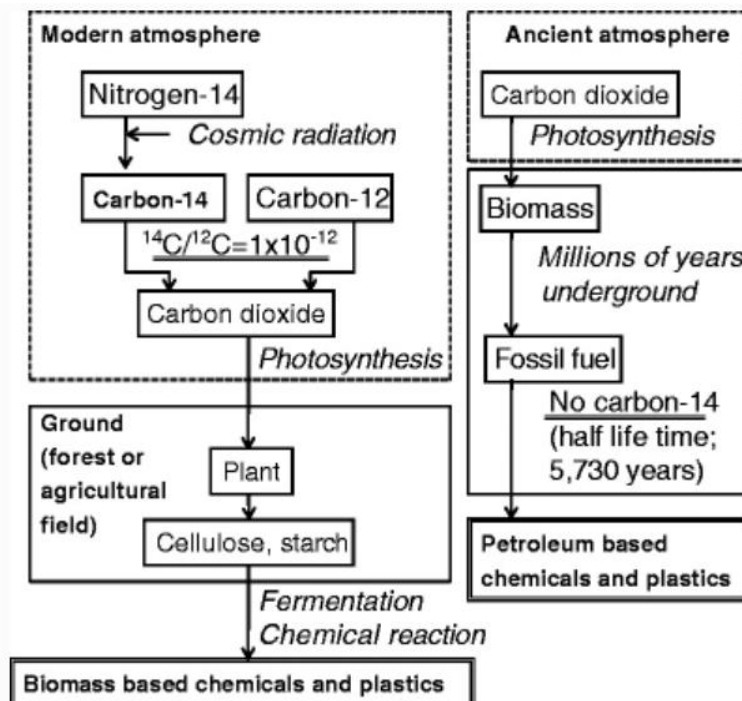 Modern atmosphere
Nitrogen-14
Cosmic radiation
Carbon-14
Carbon-12
¹⁴C/¹²C=1x10⁻¹²
Carbon dioxide
Photosynthesis
Ground
(forest or
agricultural
field)
Plant
Cellulose, starch
Fermentation
Chemical reaction
Biomass based chemicals and plastics
Ancient atmosphere
Carbon dioxide
Photosynthesis
Biomass
Millions of years
underground
Fossil fuel
No carbon-14
(half life time;
5,730 years)
Petroleum based
chemicals and plastics